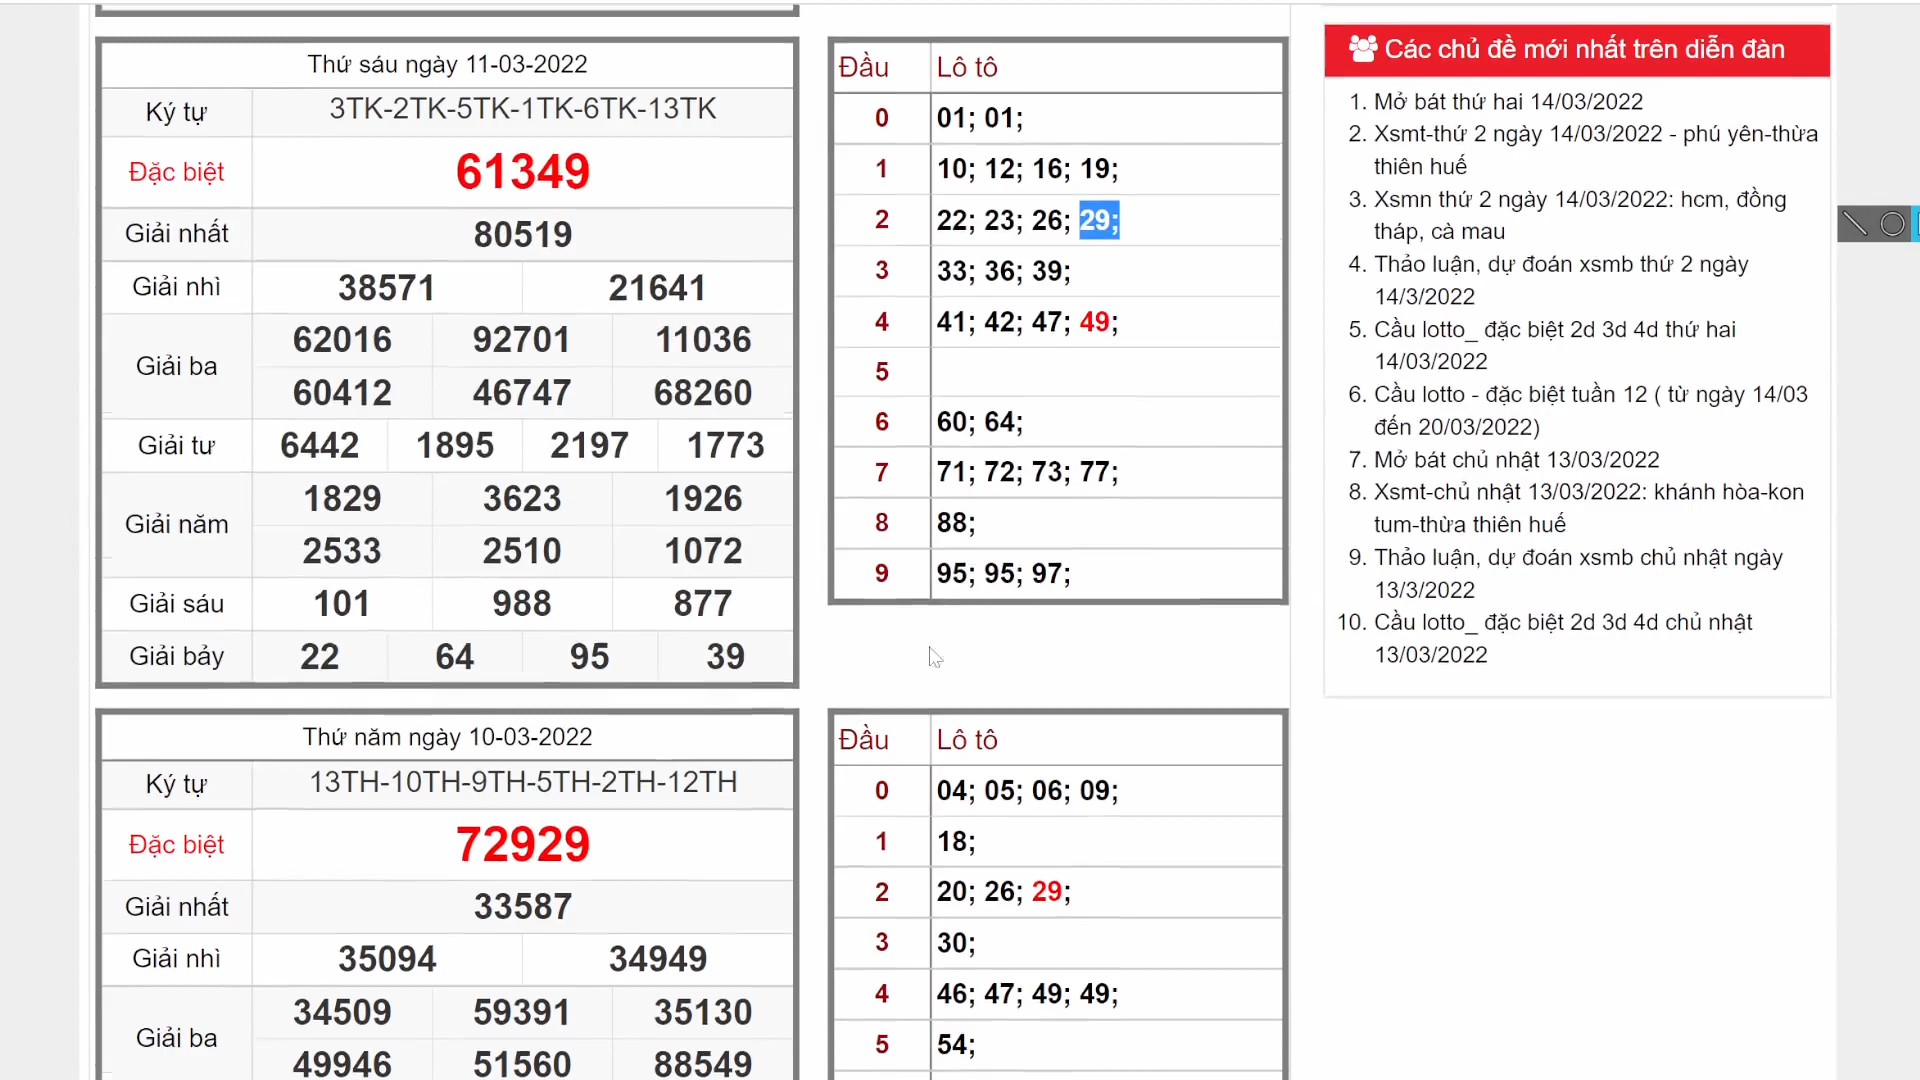 Thứ sáu ngày 11-03-2022
Ký tự 3TK-2TK-5TK-1TK-6TK-13TK
Đặc biệt 61349
Giải nhất 80519
Giải nhì 38571 21641
Giải ba 62016 92701 11036
60412 46747 68260
Giải tư 6442 1895 2197 1773
Giải năm 1829 3623 1926
2533 2510 1072
Giải sáu 101 988 877
Giải bảy 22 64 95 39
Đầu Lô tô
0 01; 01;
1 10; 12; 16; 19;
2 22; 23; 26; 29;
3 33; 36; 39;
4 41; 42; 47; 49;
5
6 60; 64;
7 71; 72; 73; 77;
8 88;
9 95; 95; 97;
Thứ năm ngày 10-03-2022
Ký tự 13TH-10TH-9TH-5TH-2TH-12TH
Đặc biệt 72929
Giải nhất 33587
Giải nhì 35094 34949
Giải ba 34509 59391 35130
49946 51560 88549
Đầu Lô tô
0 04; 05; 06; 09;
1 18;
2 20; 26; 29;
3 30;
4 46; 47; 49; 49;
5 54;
Các chủ đề mới nhất trên diễn đàn
1. Mở bát thứ hai 14/03/2022
2. Xsmt-thứ 2 ngày 14/03/2022 - phú yên-thừa
thiên huế
3. Xsmn thứ 2 ngày 14/03/2022: hcm, đồng
tháp, cà mau
4. Thảo luận, dự đoán xsmb thứ 2 ngày
14/3/2022
5. Cầu lotto_ đặc biệt 2d 3d 4d thứ hai
14/03/2022
6. Cầu lotto - đặc biệt tuần 12 ( từ ngày 14/03
đến 20/03/2022)
7. Mở bát chủ nhật 13/03/2022
8. Xsmt-chủ nhật 13/03/2022: khánh hòa-kon
tum-thừa thiên huế
9. Thảo luận, dự đoán xsmb chủ nhật ngày
13/3/2022
10. Cầu lotto_ đặc biệt 2d 3d 4d chủ nhật
13/03/2022